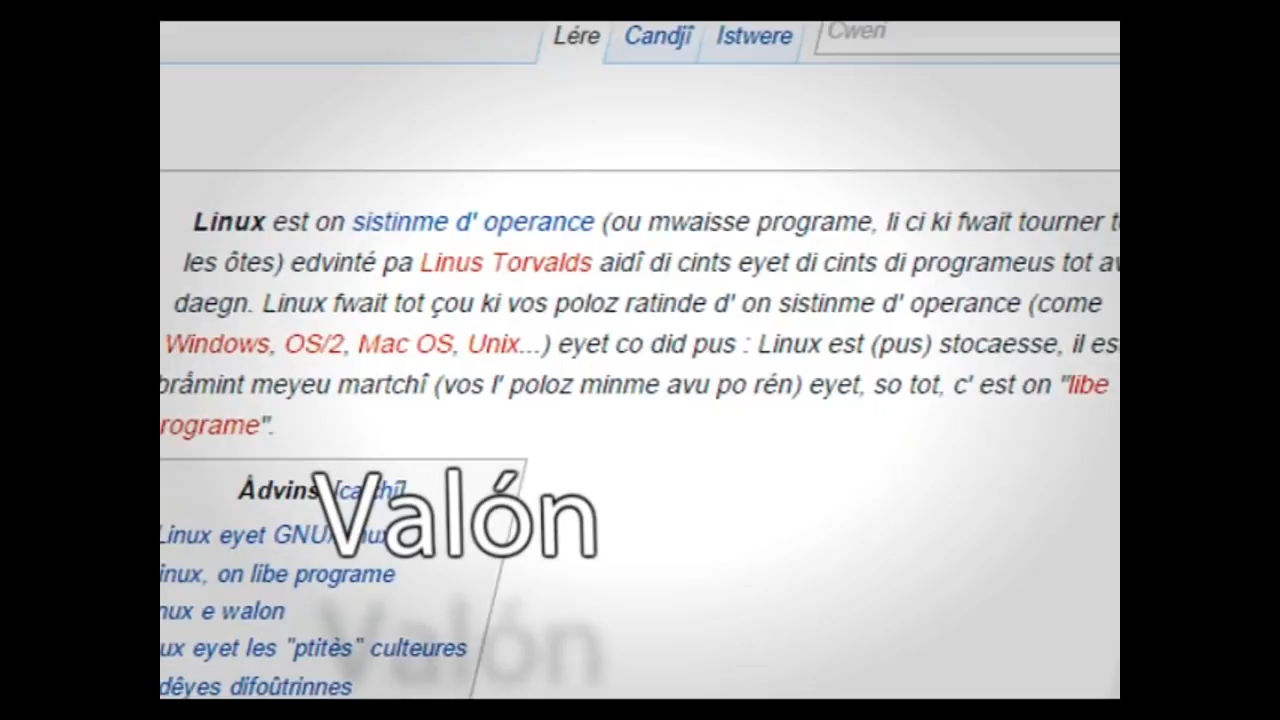 Lére Candjî Istwere Cweri
Linux est on sistinme d' operance (ou mwaisse programe, li ci ki fwait tourner
les ôtes) edvinté pa Linus Torvalds aidî di cints eyet di cints di programeus tot
daegn. Linux fwait tot çou ki vos poloz ratinde d' on sistinme d' operance (come
Windows, OS/2, Mac OS, Unix...) eyet co did pus : Linux est (pus) stocaesse, il
bråmint meyeu martchî (vos l' poloz minme avu po rén) eyet, so tot, c' est on "libe
rograme".
Ådvins
Valón
Linux eyet
inux, on libe programe
nux e walon
ux eyet les "ptitès" culteures
dêyes difoûtrinnes